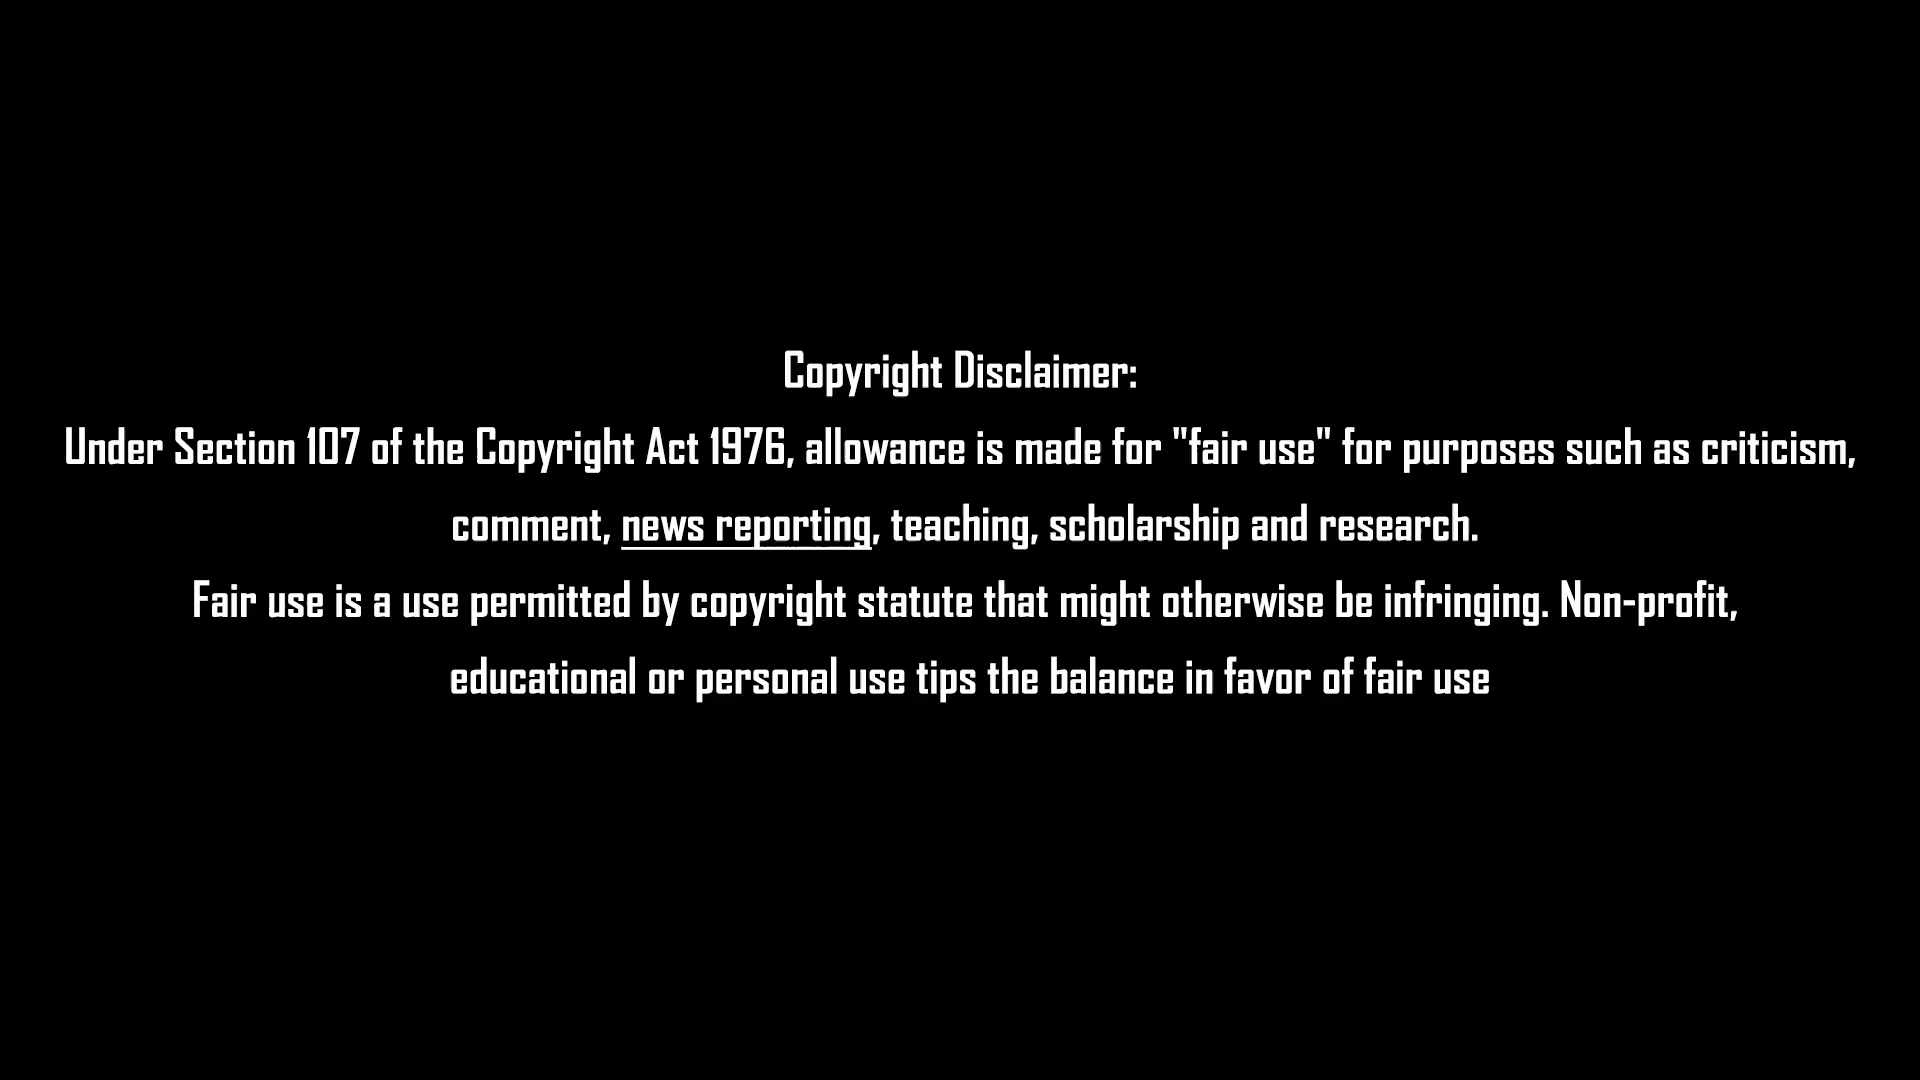 Copyright Disclaimer:
Under Section 107 of the Copyright Act 1976, allowance is made for "fair use" for purposes such as criticism,
comment, news reporting, teaching, scholarship and research.
Fair use is a use permitted by copyright statute that might otherwise be infringing. Non-profit,
educational or personal use tips the balance in favor of fair use